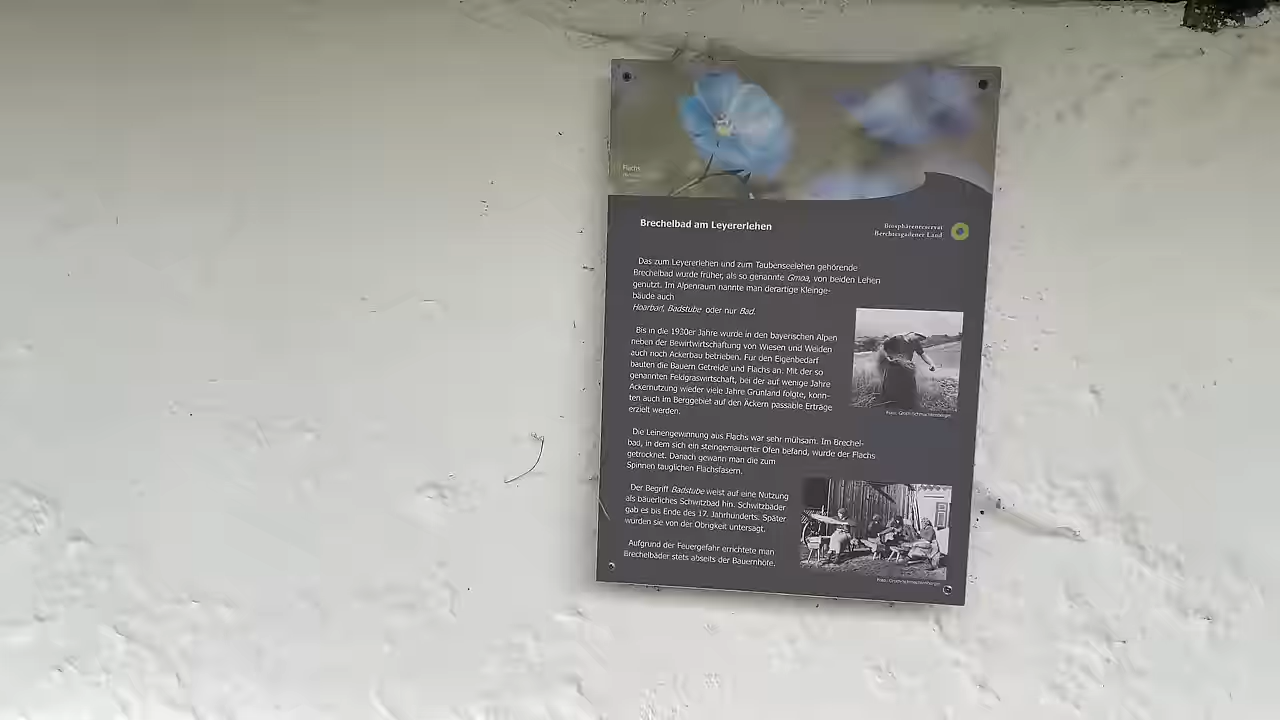 Flachs
Brechelbad am Leyererlehen
Biosphärenreservat
Berchtesgadener Land
Das zum Leyererlehen und zum Taubenseelehen gehörende
Brechelbad wurde früher, als so genannte Gmoa, von beiden Lehen
genutzt. Im Alpenraum nannte man derartige Kleinge-
bäude auch
Hoarbarl, Badstube oder nur Bad.
Bis in die 1930er Jahre wurde in den bayerischen Alpen
neben der Bewirtwirtschaftung von Wiesen und Weiden
auch noch Ackerbau betrieben. Für den Eigenbedarf
bauten die Bauern Getreide und Flachs an. Mit der so
genannten Feldgraswirtschaft, bei der auf wenige Jahre
Ackernutzung wieder viele Jahre Grünland folgte, konn-
ten auch im Berggebiet auf den Äckern passable Erträge
erzielt werden.
Die Leinengewinnung aus Flachs war sehr mühsam. Im Brechel-
bad, in dem sich ein steingemauerter Ofen befand, wurde der Flachs
getrocknet. Danach gewann man die zum
Spinnen tauglichen Flachsfasern.
Der Begriff Badstube weist auf eine Nutzung
als bäuerliches Schwitzbad hin. Schwitzbäder
gab es bis Ende des 17. Jahrhunderts. Später
wurden sie von der Obrigkeit untersagt.
Aufgrund der Feuergefahr errichtete man
Brechelbäder stets abseits der Bauernhöfe.